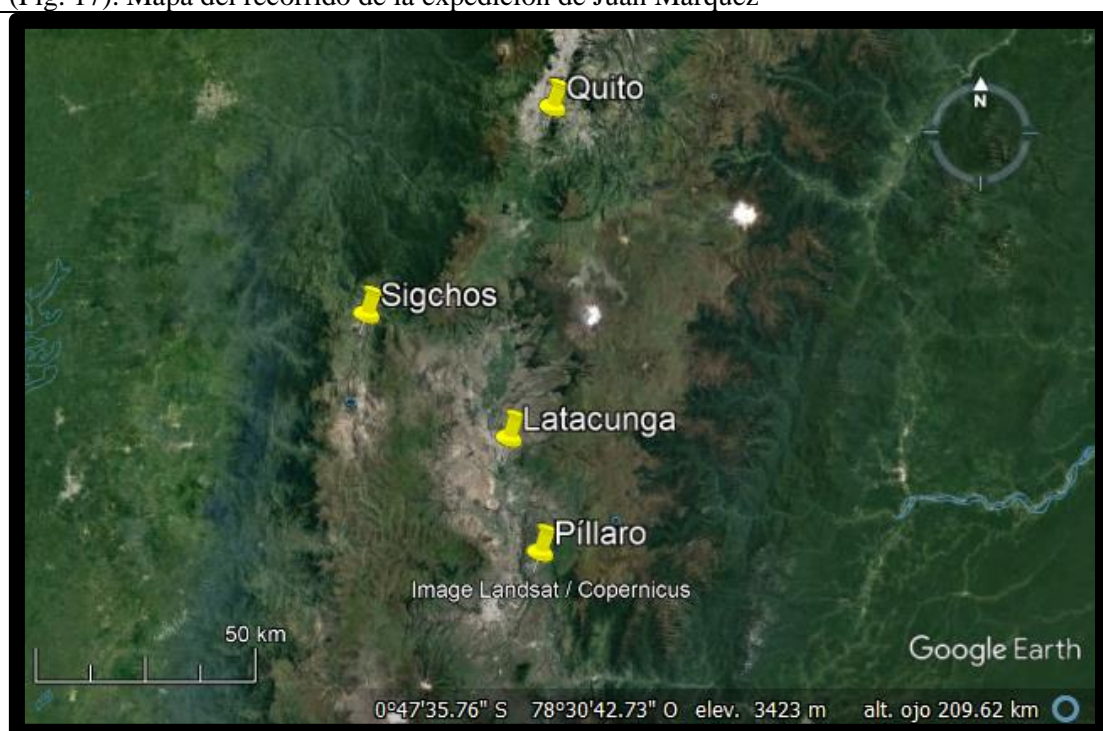 (Fig. 17). Mapa del recorrido de la expedición de Juan Márquez
Quito
N
Sigchos
Latacunga
Píllaro
Image Landsat / Copernicus
50 km
Google Earth
0°47'35.76" S 78°30'42.73" O elev. 3423 m alt. ojo 209.62 km